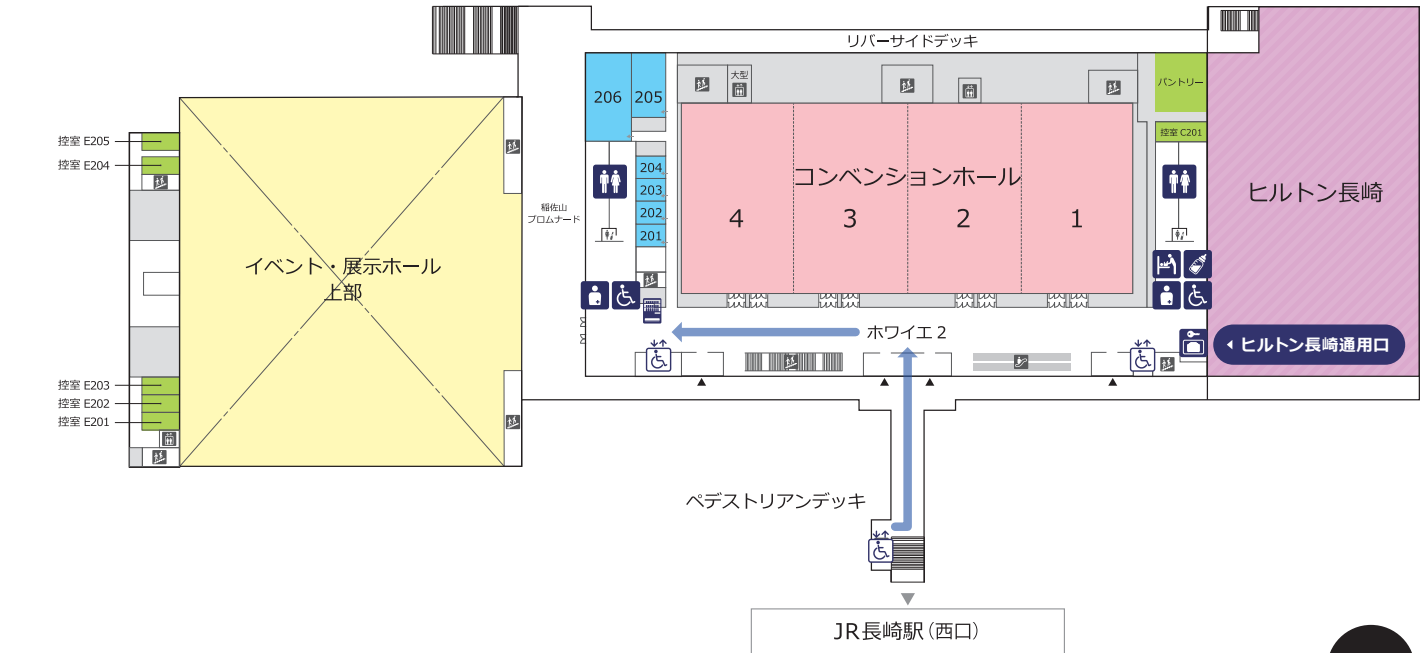 リバーサイドデッキ
206
205
大型
パントリー
控室 E205
控室 E204
控室 C201
204
203
202
201
コンベンションホール
4
3
2
1
ヒルトン長崎
稲佐山
プロムナード
イベント・展示ホール
上部
ホワイエ 2
ヒルトン長崎通用口
控室 E203
控室 E202
控室 E201
ペデストリアンデッキ
JR長崎駅（西口）